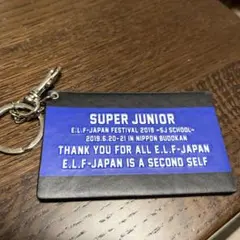 SUPER JUNIOR
E.L.F-JAPAN FESTIVAL 2019 ~SJ SCHOOL~
2019.6.20-21 IN NIPPON BUDOKAN
THANK YOU FOR ALL E.L.F-JAPAN
E.L.F-JAPAN IS A SECOND SELF